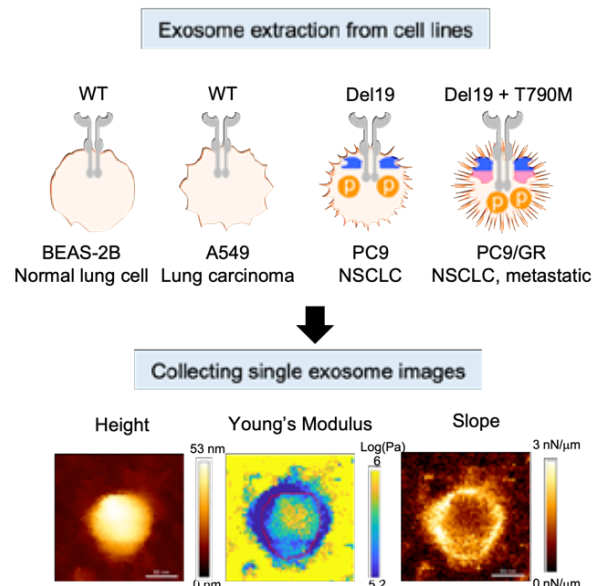 Exosome extraction from cell lines
WT WT Del19 Del19 + T790M
p p p p
BEAS-2B A549 PC9 PC9/GR
Normal lung cell Lung carcinoma NSCLC NSCLC, metastatic
Collecting single exosome images
Height Young's Modulus Slope
Log(Pa)
53 nm 6 3 nN/μm
0 nm 5.2 0 nN/μm